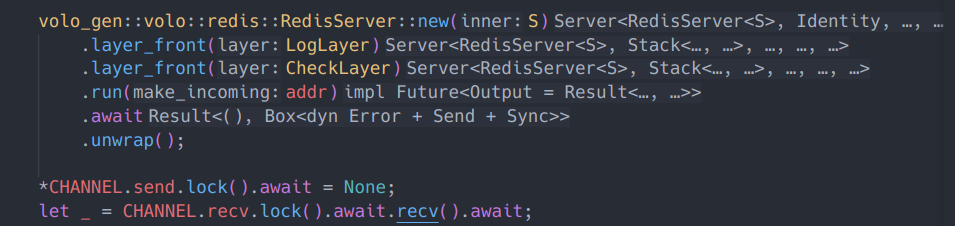 volo_gen::volo::redis::RedisServer::new(inner: S) Server<RedisServer<S>, Identity, …, …
.layer_front(layer: LogLayer) Server<RedisServer<S>, Stack<…, …>, …, …, …>
.layer_front(layer: CheckLayer) Server<RedisServer<S>, Stack<…, …>, …, …, …>
.run(make_incoming: addr) impl Future<Output = Result<…, …>>
.await Result<(), Box<dyn Error + Send + Sync>>
.unwrap();
*CHANNEL.send.lock().await = None;
let _ = CHANNEL.recv.lock().await.recv().await;